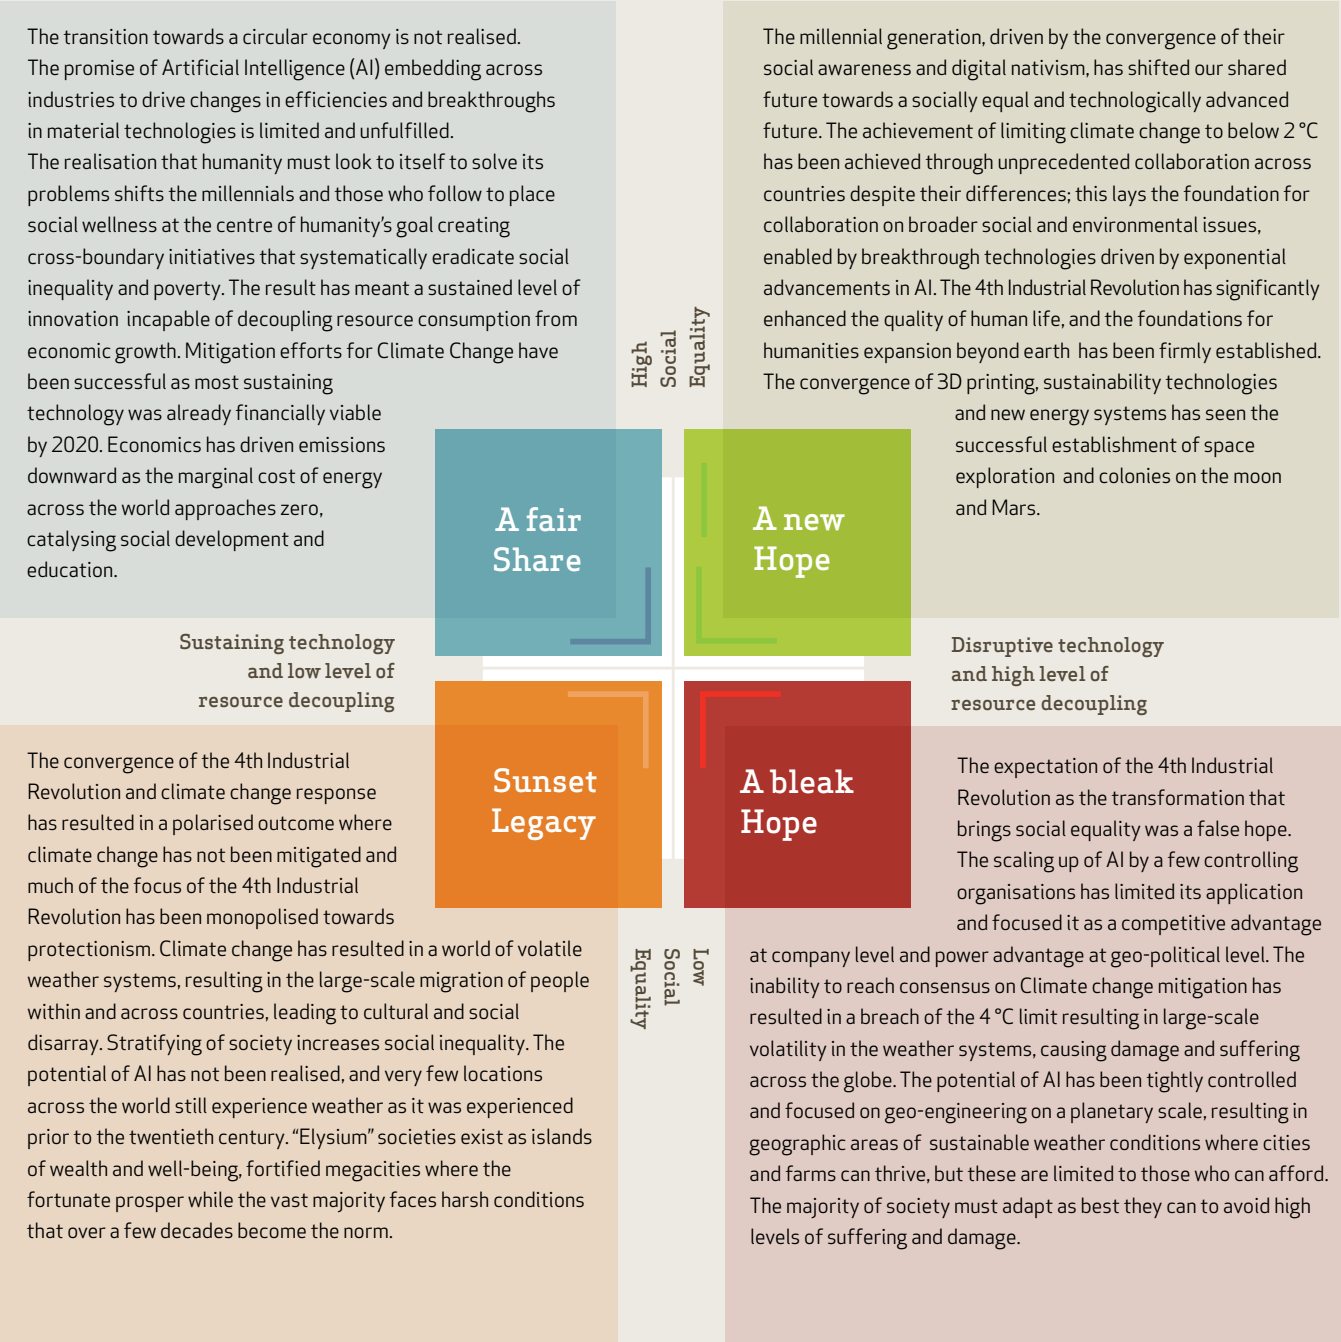 The transition towards a circular economy is not realised.
The promise of Artificial Intelligence (AI) embedding across
industries to drive changes in efficiencies and breakthroughs
in material technologies is limited and unfulfilled.
The realisation that humanity must look to itself to solve its
problems shifts the millennials and those who follow to place
social wellness at the centre of humanity's goal creating
cross-boundary initiatives that systematically eradicate social
inequality and poverty. The result has meant a sustained level of
innovation incapable of decoupling resource consumption from
economic growth. Mitigation efforts for Climate Change have
been successful as most sustaining
technology was already financially viable
by 2020. Economics has driven emissions
downward as the marginal cost of energy
across the world approaches zero,
catalysing social development and
education.
High
Social
Equality
The millennial generation, driven by the convergence of their
social awareness and digital nativism, has shifted our shared
future towards a socially equal and technologically advanced
future. The achievement of limiting climate change to below 2 °C
has been achieved through unprecedented collaboration across
countries despite their differences; this lays the foundation for
collaboration on broader social and environmental issues,
enabled by breakthrough technologies driven by exponential
advancements in AI. The 4th Industrial Revolution has significantly
enhanced the quality of human life, and the foundations for
humanities expansion beyond earth has been firmly established.
The convergence of 3D printing, sustainability technologies
and new energy systems has seen the
successful establishment of space
exploration and colonies on the moon
and Mars.
A fair
Share
A new
Hope
Sustaining technology
and low level of
resource decoupling
Disruptive technology
and high level of
resource decoupling
Sunset
Legacy
A bleak
Hope
The convergence of the 4th Industrial
Revolution and climate change response
has resulted in a polarised outcome where
climate change has not been mitigated and
much of the focus of the 4th Industrial
Revolution has been monopolised towards
protectionism. Climate change has resulted in a world of volatile
weather systems, resulting in the large-scale migration of people
within and across countries, leading to cultural and social
disarray. Stratifying of society increases social inequality. The
potential of AI has not been realised, and very few locations
across the world still experience weather as it was experienced
prior to the twentieth century. “Elysium” societies exist as islands
of wealth and well-being, fortified megacities where the
fortunate prosper while the vast majority faces harsh conditions
that over a few decades become the norm.
Low
Social
Equality
The expectation of the 4th Industrial
Revolution as the transformation that
brings social equality was a false hope.
The scaling up of AI by a few controlling
organisations has limited its application
and focused it as a competitive advantage
at company level and power advantage at geo-political level. The
inability to reach consensus on Climate change mitigation has
resulted in a breach of the 4 °C limit resulting in large-scale
volatility in the weather systems, causing damage and suffering
across the globe. The potential of AI has been tightly controlled
and focused on geo-engineering on a planetary scale, resulting in
geographic areas of sustainable weather conditions where cities
and farms can thrive, but these are limited to those who can afford.
The majority of society must adapt as best they can to avoid high
levels of suffering and damage.